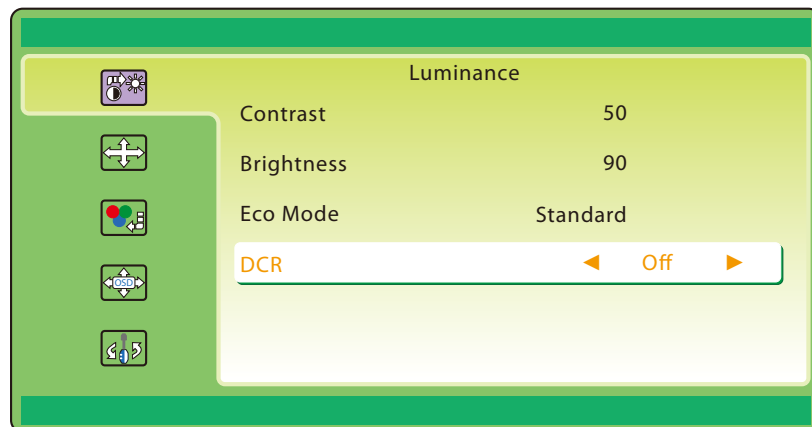 Luminance
Contrast 50
Brightness 90
Eco Mode Standard
DCR ◄ Off ►
OSD